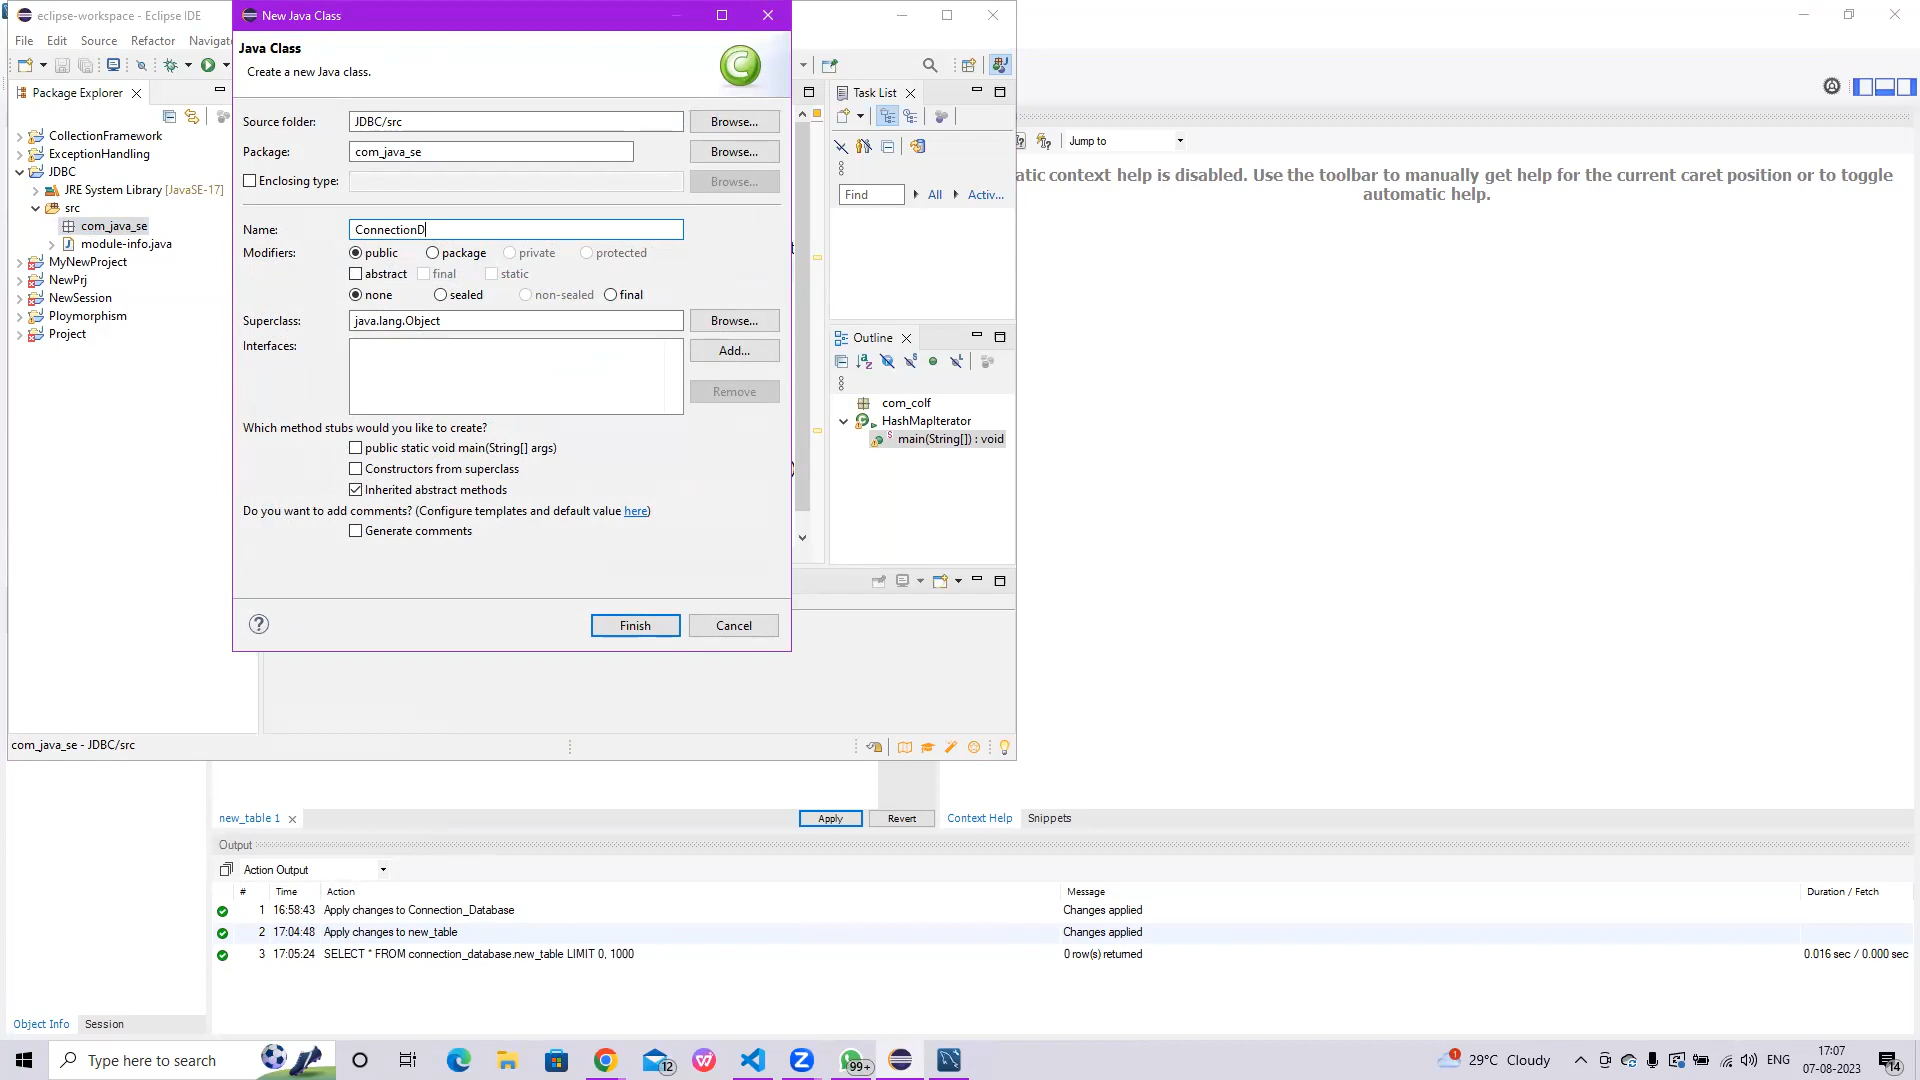 eclipse-workspace - Eclipse IDE
File Edit Source Refactor Navigat
Package Explorer
CollectionFramework
ExceptionHandling
JDBC
JRE System Library [JavaSE-17]
src
com_java_se
module-info.java
MyNewProject
NewPrj
NewSession
Ploymorphism
Project
New Java Class
Java Class
Create a new Java class.
Source folder: JDBC/src Browse...
Package: com_java_se Browse...
Enclosing type: Browse...
Name: ConnectionD
Modifiers: public package private protected
abstract final static
none sealed non-sealed final
Superclass: java.lang.Object Browse...
Interfaces: Add...
Remove
Which method stubs would you like to create?
public static void main(String[] args)
Constructors from superclass
Inherited abstract methods
Do you want to add comments? (Configure templates and default value here)
Generate comments
Finish Cancel
Task List
Find All Activ...
Outline
com_colf
HashMapIterator
main(String[]) : void
com_java_se - JDBC/src
Jump to
atic context help is disabled. Use the toolbar to manually get help for the current caret position or to toggle
automatic help.
new_table 1 Apply Revert Context Help Snippets
Output
Action Output
# Time Action Message Duration / Fetch
1 16:58:43 Apply changes to Connection_Database Changes applied
2 17:04:48 Apply changes to new_table Changes applied
3 17:05:24 SELECT * FROM connection_database.new_table LIMIT 0, 1000 0 row(s) returned 0.016 sec / 0.000 sec
Object Info Session
Type here to search
12
99+
1
29°C Cloudy
ENG
17:07
07-08-2023
14